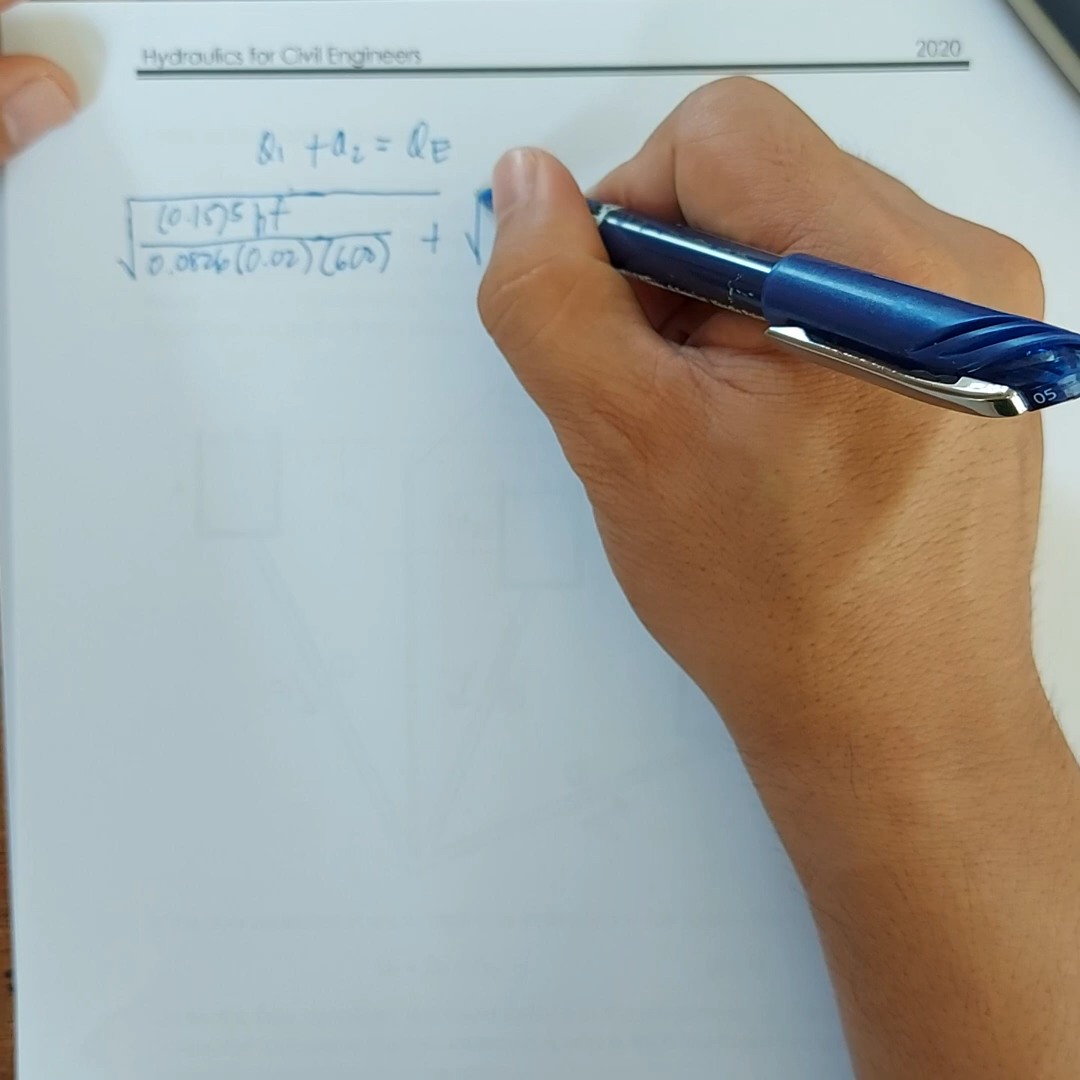 Hydraulics for Civil Engineers 2020
Q₁ + Q₂ = QE
√ (0.15)5 hf +  √
0.0826(0.02)(600)
05